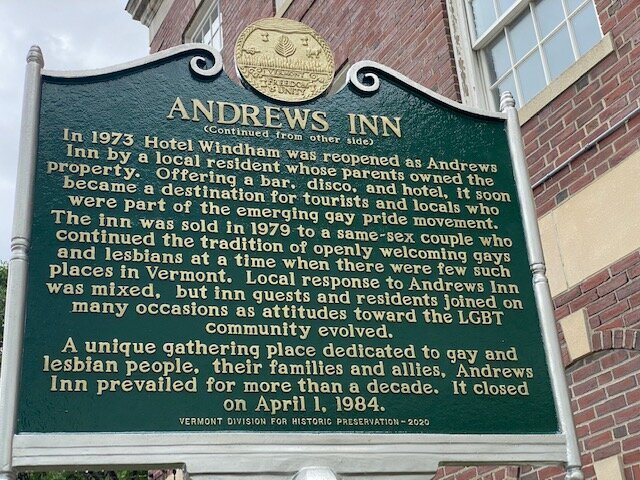 VERMONT
FREEDOM
UNITY
ANDREWS INN
(Continued from other side)
In 1973 Hotel Windham was reopened as Andrews
Inn by a local resident whose parents owned the
property. Offering a bar, disco, and hotel, it soon
became a destination for tourists and locals who
were part of the emerging gay pride movement.
The inn was sold in 1979 to a same-sex couple who
continued the tradition of openly welcoming gays
and lesbians at a time when there were few such
places in Vermont. Local response to Andrews Inn
was mixed, but inn guests and residents joined on
many occasions as attitudes toward the LGBT
community evolved.
A unique gathering place dedicated to gay and
lesbian people, their families and allies, Andrews
Inn prevailed for more than a decade. It closed
on April 1, 1984.
VERMONT DIVISION FOR HISTORIC PRESERVATION - 2020